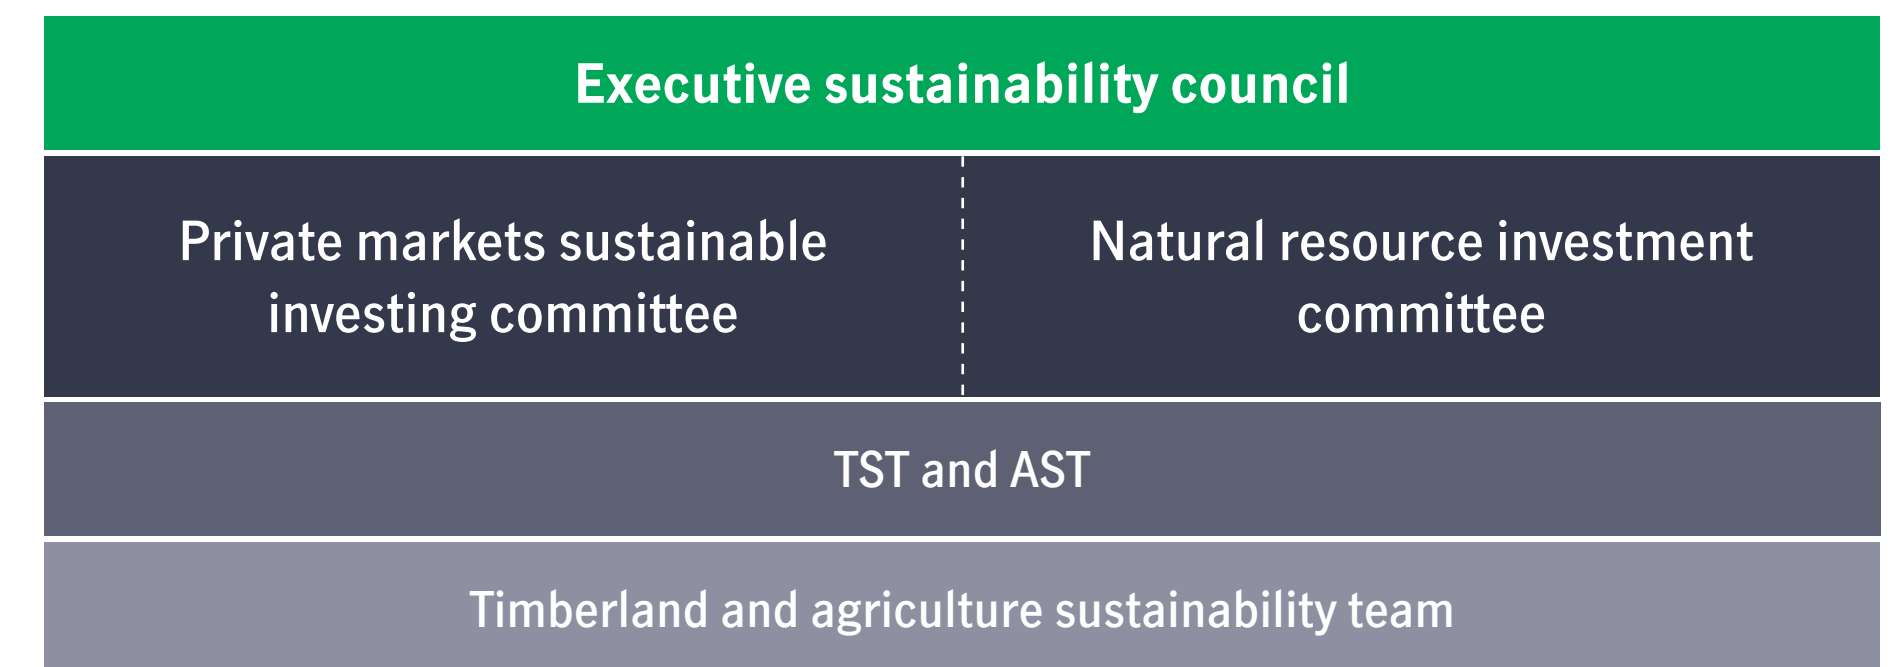 Executive sustainability council
Private markets sustainable
investing committee
Natural resource investment
committee
TST and AST
Timberland and agriculture sustainability team